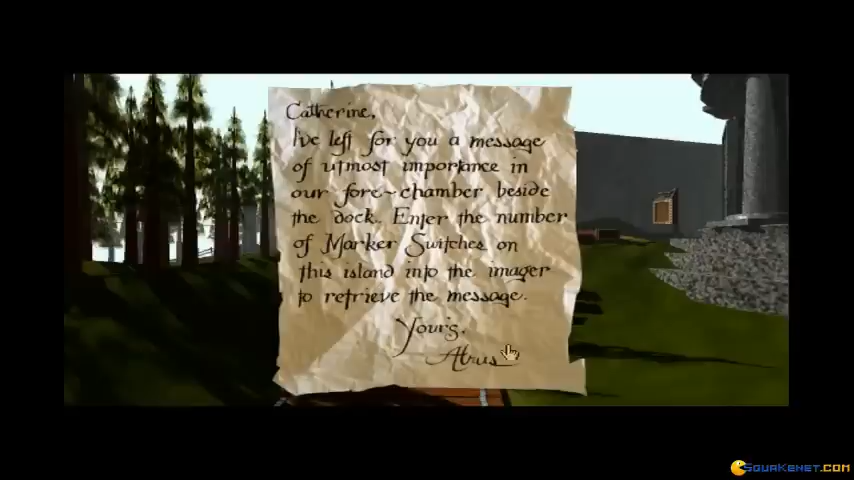 Catherine,
I've left for you a message
of utmost importance in
our fore-chamber beside
the dock. Enter the number
of Marker Switches on
this island into the imager
to retrieve the message.
Yours,
Atrus
SquaKeNet.com